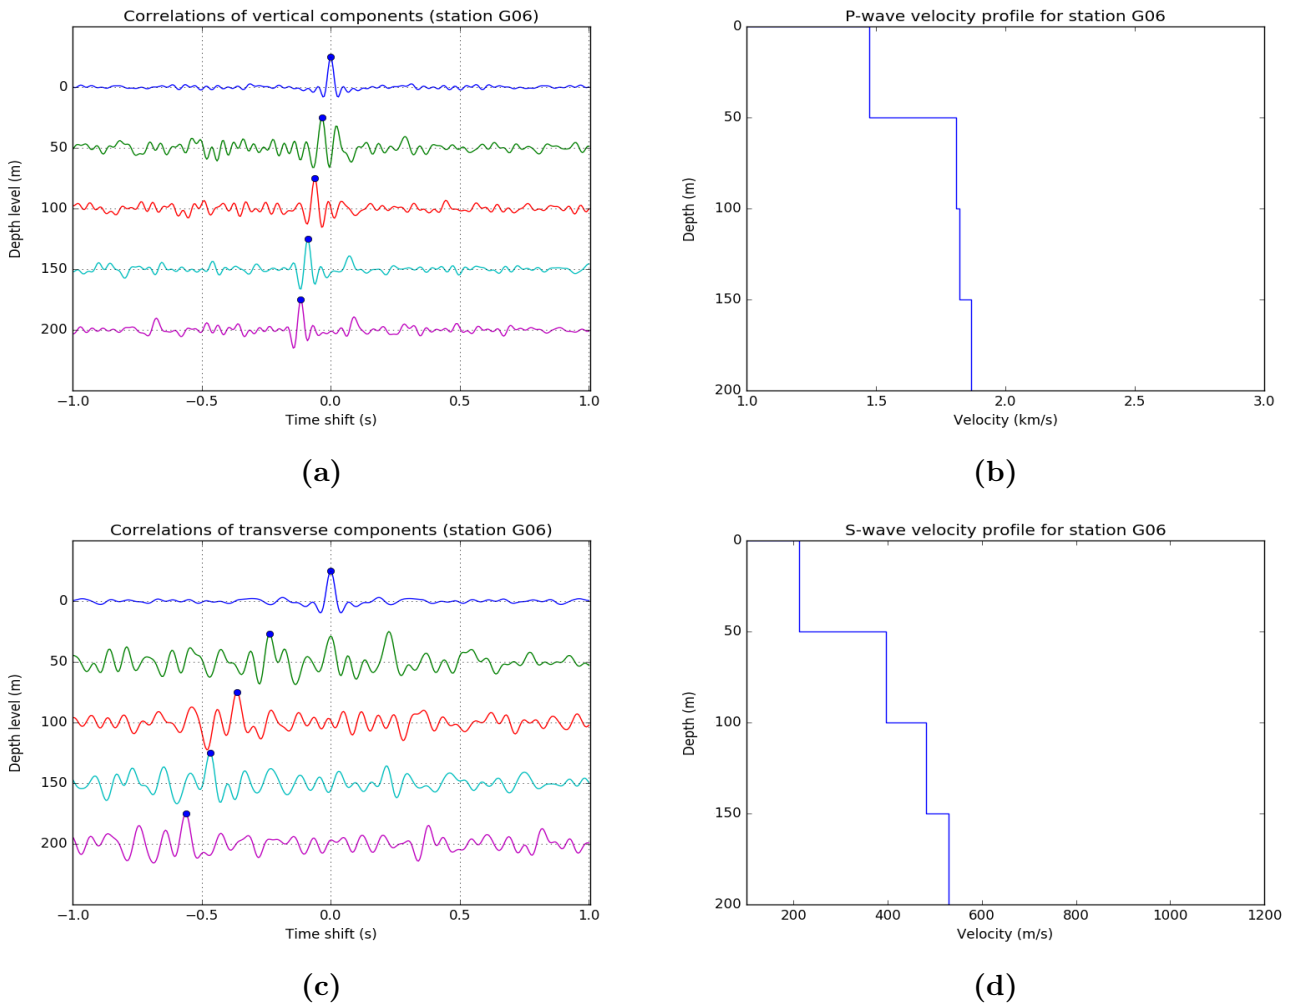 Correlations of vertical components (station G06)
Depth level (m)
0
50
100
150
200
−1.0 −0.5 0.0 0.5 1.0
Time shift (s)
(a)
P-wave velocity profile for station G06
Depth (m)
0
50
100
150
200
1.0 1.5 2.0 2.5 3.0
Velocity (km/s)
(b)
Correlations of transverse components (station G06)
Depth level (m)
0
50
100
150
200
−1.0 −0.5 0.0 0.5 1.0
Time shift (s)
(c)
S-wave velocity profile for station G06
Depth (m)
0
50
100
150
200
200 400 600 800 1000 1200
Velocity (m/s)
(d)